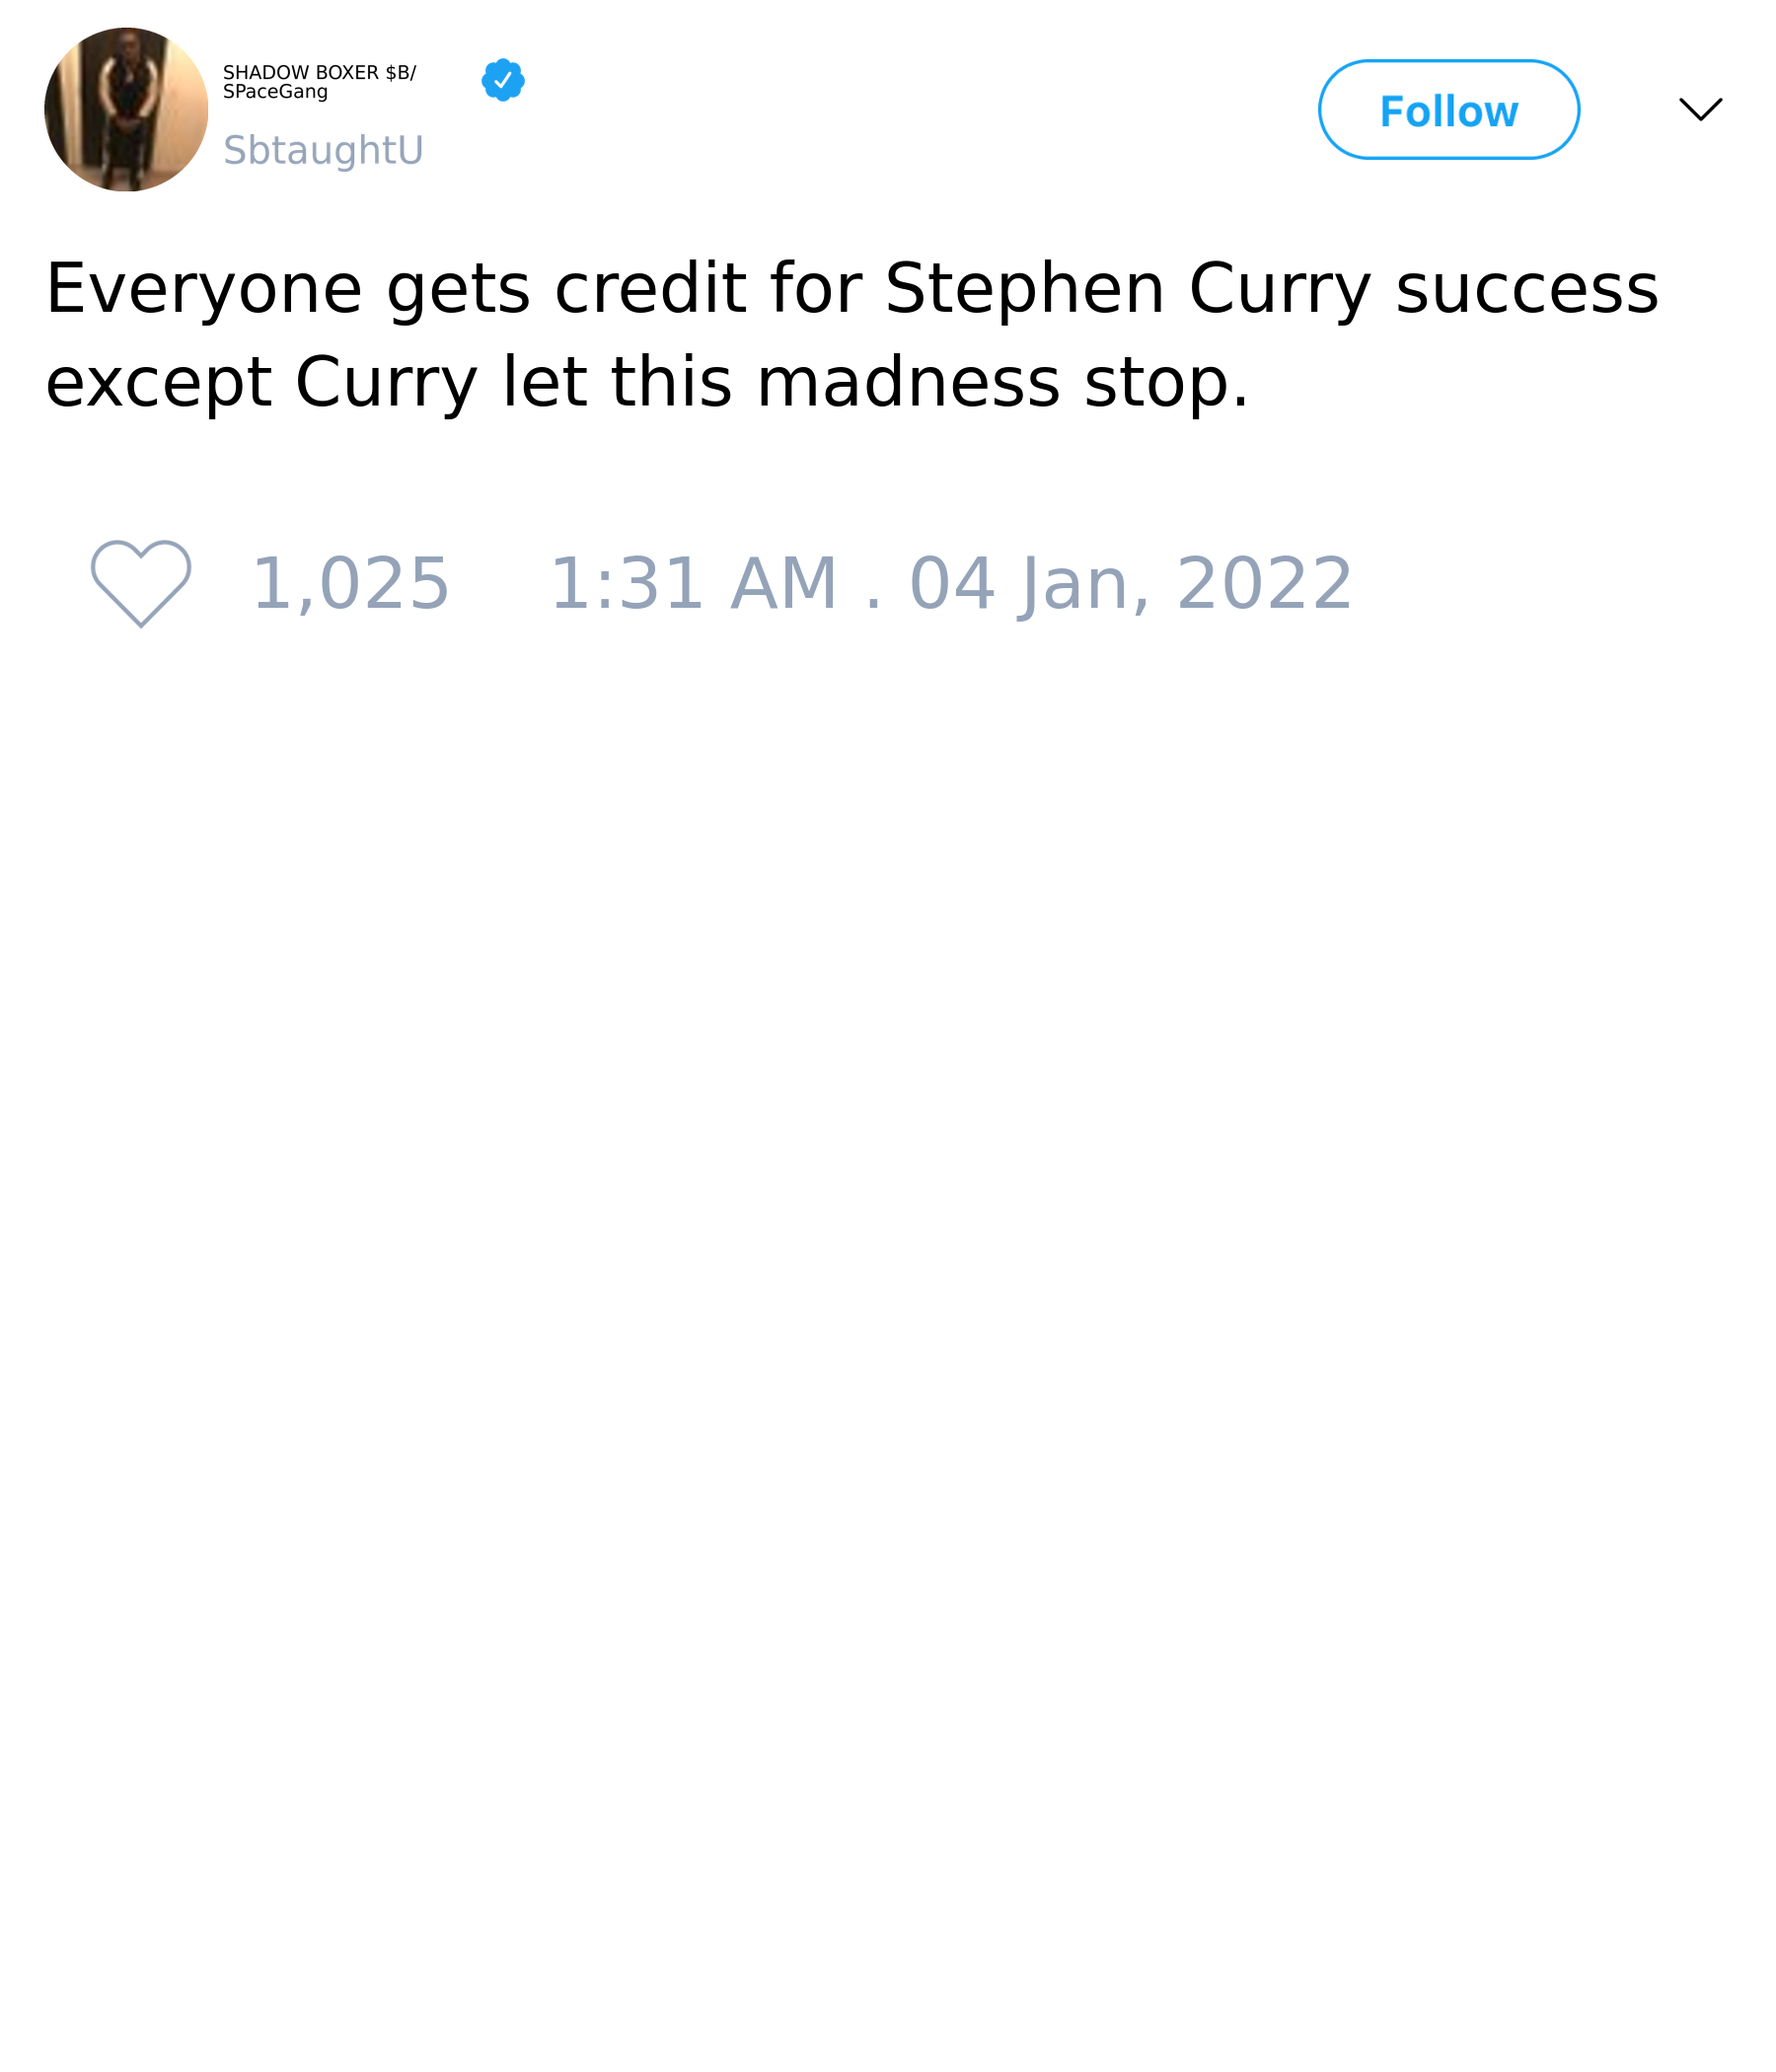 SHADOW BOXER $B/
SPaceGang
SbtaughtU
Follow
Everyone gets credit for Stephen Curry success
except Curry let this madness stop.
1,025 1:31 AM . 04 Jan, 2022